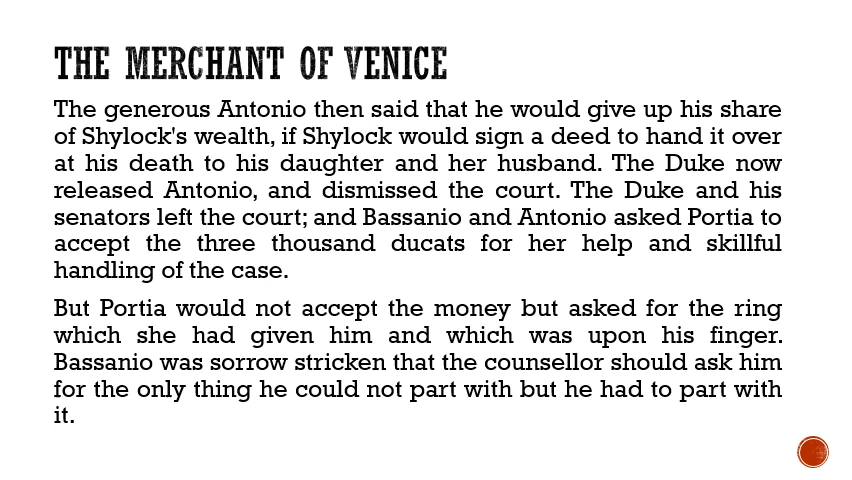 THE MERCHANT OF VENICE
The generous Antonio then said that he would give up his share
of Shylock's wealth, if Shylock would sign a deed to hand it over
at his death to his daughter and her husband. The Duke now
released Antonio, and dismissed the court. The Duke and his
senators left the court; and Bassanio and Antonio asked Portia to
accept the three thousand ducats for her help and skillful
handling of the case.
But Portia would not accept the money but asked for the ring
which she had given him and which was upon his finger.
Bassanio was sorrow stricken that the counsellor should ask him
for the only thing he could not part with but he had to part with
it.